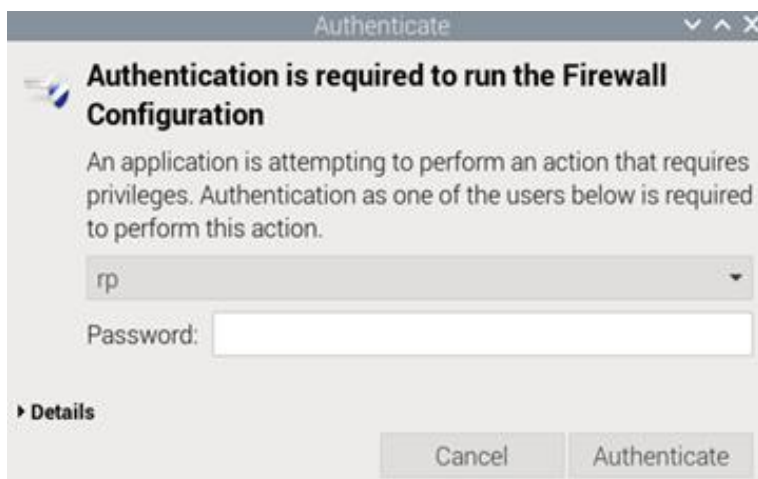 Authenticate
Authentication is required to run the Firewall
Configuration
An application is attempting to perform an action that requires
privileges. Authentication as one of the users below is required
to perform this action.
rp
Password:
Details
Cancel
Authenticate